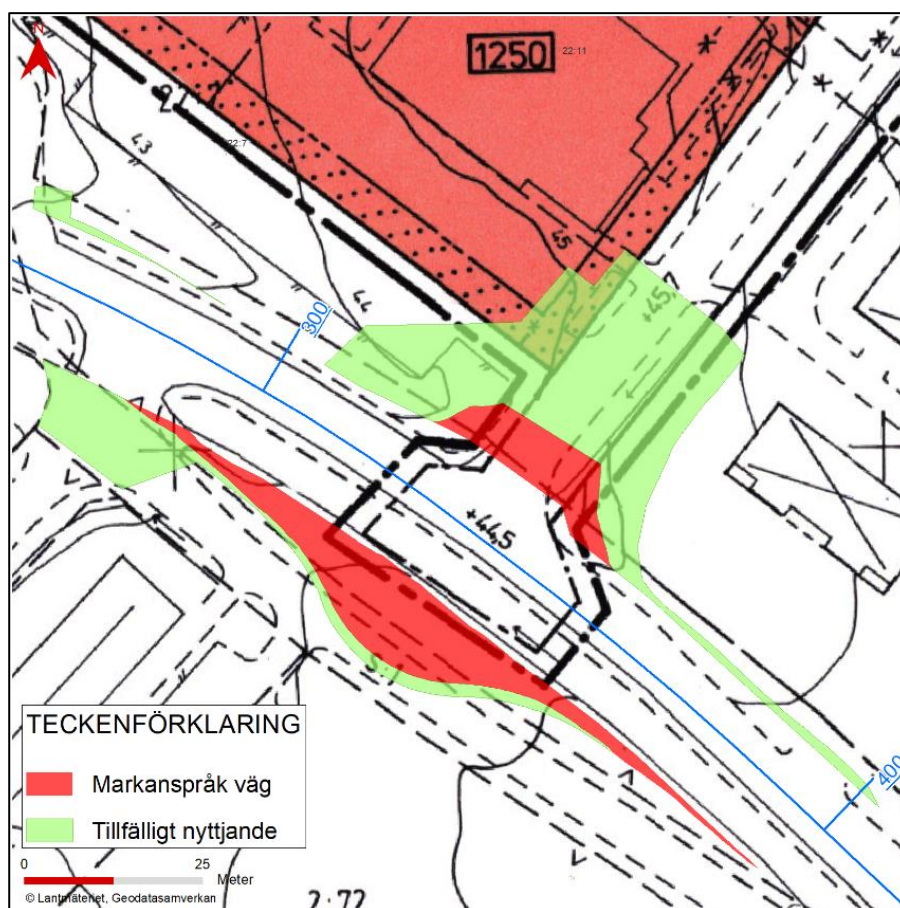 N
1250
22:11
43
22:7
45
44
+45,
300
+44,5
400
TECKENFÖRKLARING
Markanspråk väg
Tillfälligt nyttjande
0 25
Meter
© Lantmäteriet, Geodatasamverkan
2:72